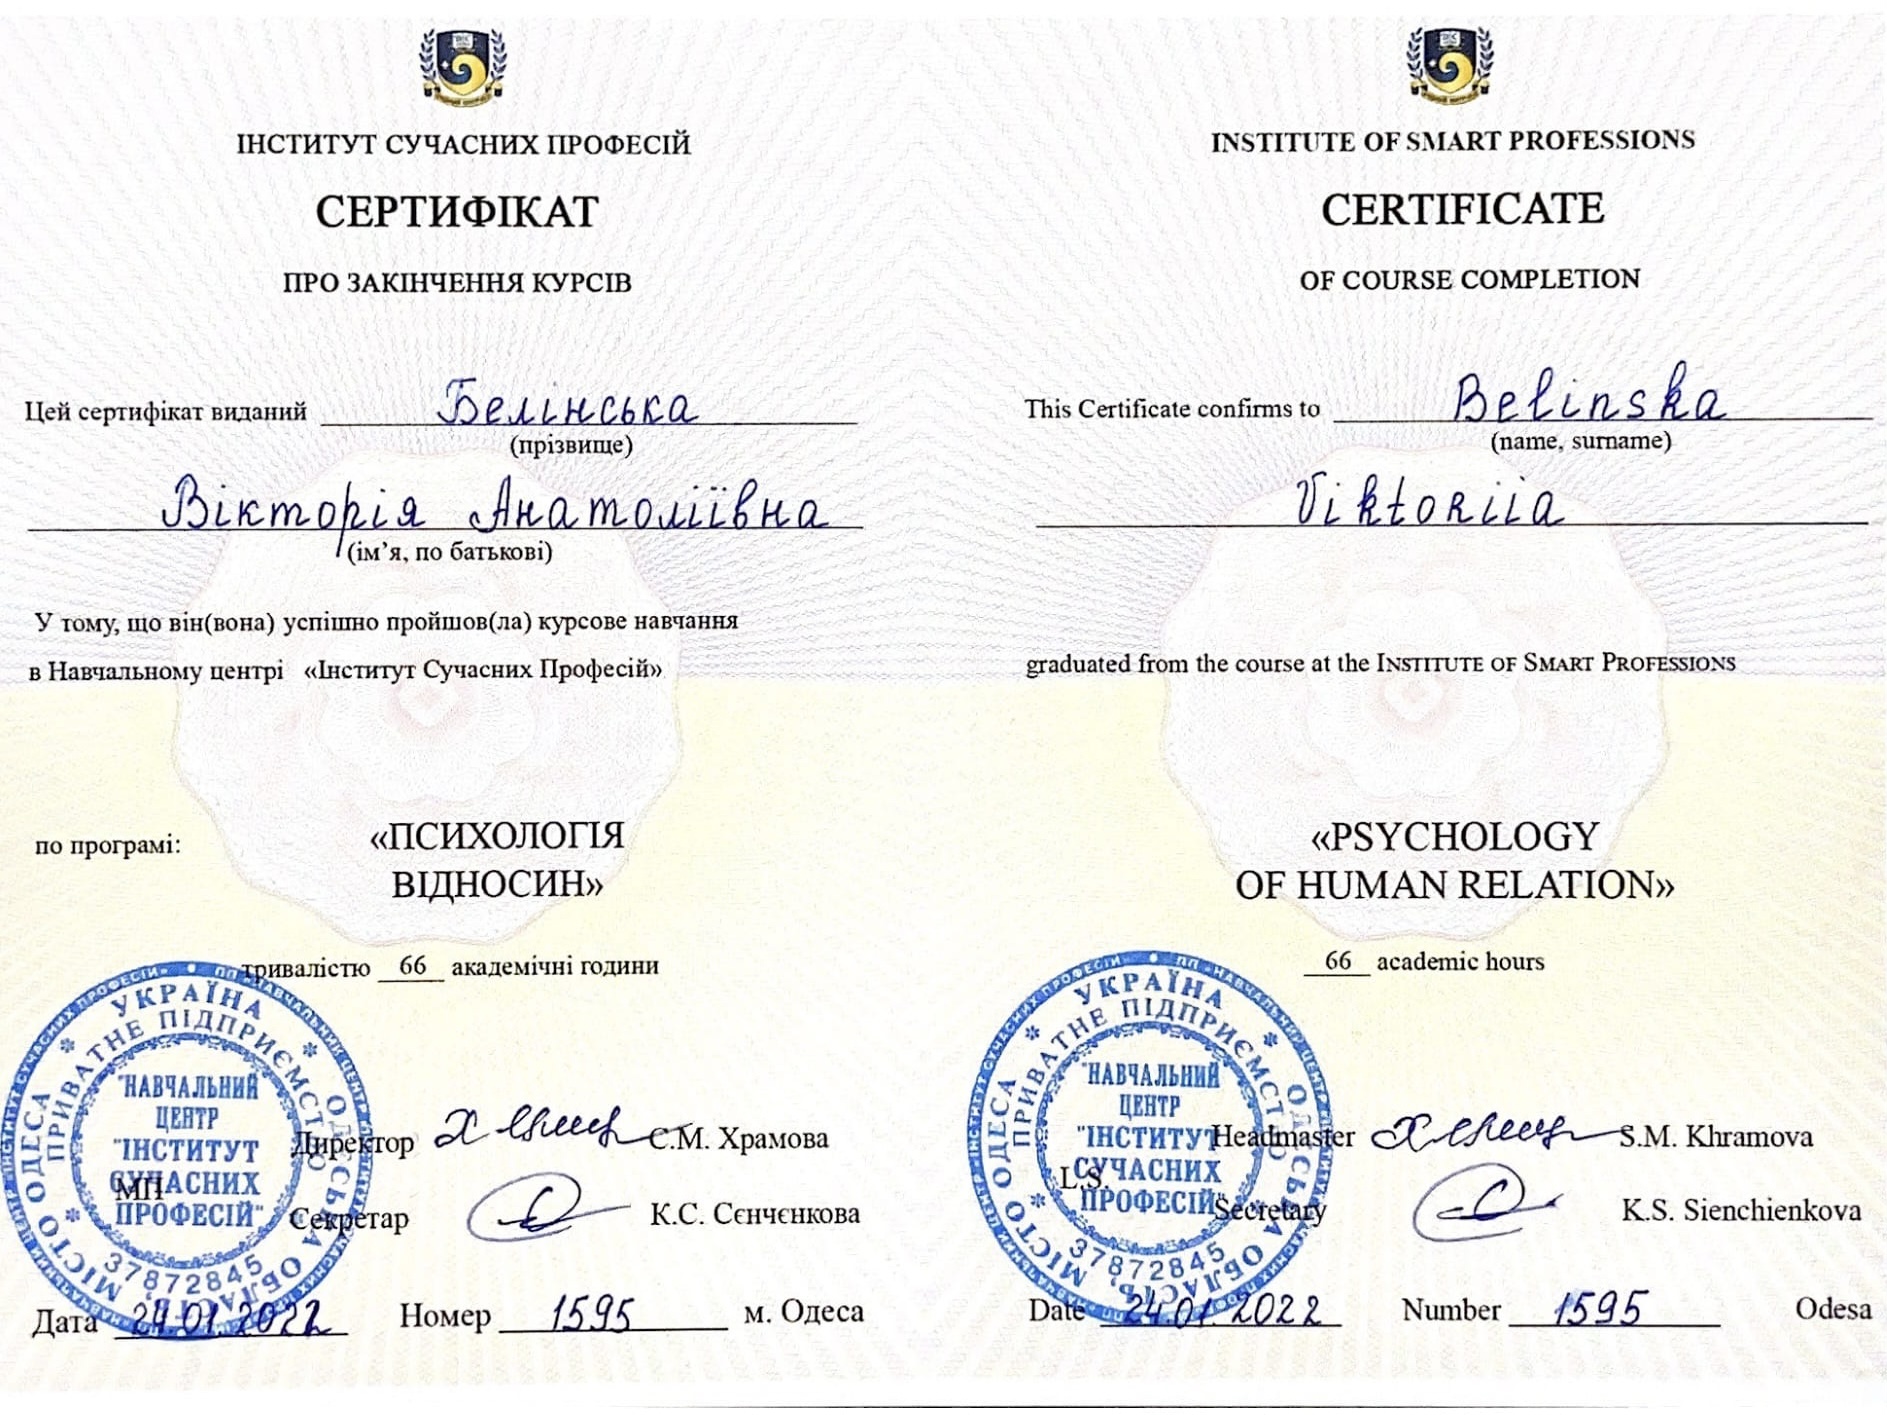 ІНСТИТУТ СУЧАСНИХ ПРОФЕСІЙ
СЕРТИФІКАТ
ПРО ЗАКІНЧЕННЯ КУРСІВ
Цей сертифікат виданий Белінська
(прізвище)
Вікторія Анатоліївна
(ім’я, по батькові)
У тому, що він(вона) успішно пройшов(ла) курсове навчання
в Навчальному центрі «Інститут Сучасних Професій»
по програмі: «ПСИХОЛОГІЯ
ВІДНОСИН»
тривалістю 66 академічні години
УКРАЇНА
ПРИВАТНЕ ПІДПРИЄМСТВО
ОДЕСЬКА ОБЛАСТЬ, МІСТО ОДЕСА
"НАВЧАЛЬНИЙ
ЦЕНТР
"ІНСТИТУТ
СУЧАСНИХ
ПРОФЕСІЙ"
37872845
МП
Директор С.М. Храмова
Секретар К.С. Сєнчєнкова
Дата 24.01.2022 Номер 1595 м. Одеса
INSTITUTE OF SMART PROFESSIONS
CERTIFICATE
OF COURSE COMPLETION
This Certificate confirms to Belinska
(name, surname)
Viktoriia
graduated from the course at the INSTITUTE OF SMART PROFESSIONS
«PSYCHOLOGY
OF HUMAN RELATION»
66 academic hours
УКРАЇНА
ПРИВАТНЕ ПІДПРИЄМСТВО
ОДЕСЬКА ОБЛАСТЬ, МІСТО ОДЕСА
"НАВЧАЛЬНИЙ
ЦЕНТР
"ІНСТИТУТ
СУЧАСНИХ
ПРОФЕСІЙ"
37872845
L.S.
Headmaster S.M. Khramova
Secretary K.S. Sienchienkova
Date 24.01.2022 Number 1595 Odesa